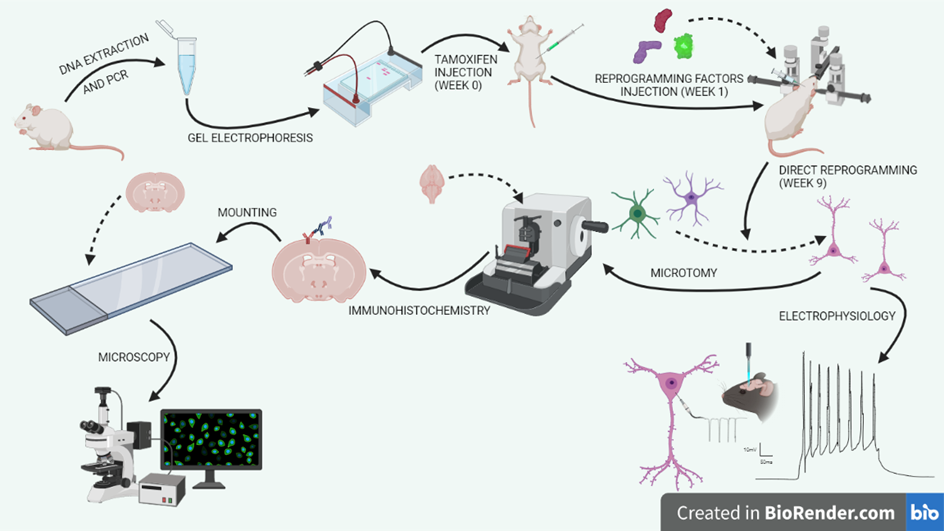 DNA EXTRACTION
AND PCR
GEL ELECTROPHORESIS
TAMOXIFEN
INJECTION
(WEEK 0)
REPROGRAMMING FACTORS
INJECTION (WEEK 1)
DIRECT REPROGRAMMING
(WEEK 9)
MOUNTING
IMMUNOHISTOCHEMISTRY
MICROTOMY
ELECTROPHYSIOLOGY
MICROSCOPY
10mV
50ms
Created in BioRender.com
bio